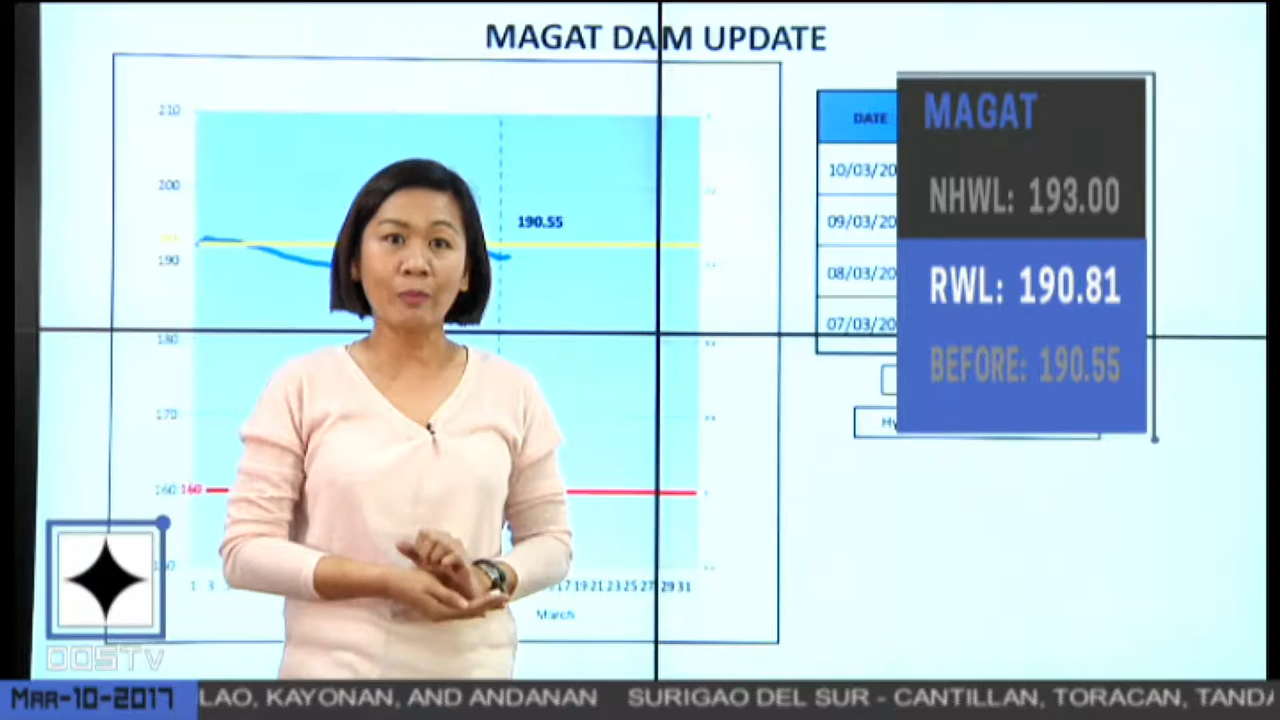 MAGAT DAM UPDATE
210
200
190
180
170
160 160
190.55
1 3
17 19 21 23 25 27 29 31
March
DATE
10/03/20
09/03/20
08/03/20
07/03/20
MAGAT
NHWL: 193.00
RWL: 190.81
BEFORE: 190.55
DOSTV
MAR-10-2017
LAO, KAYONAN, AND ANDANAN SURIGAO DEL SUR - CANTILLAN, TORACAN, TANDA